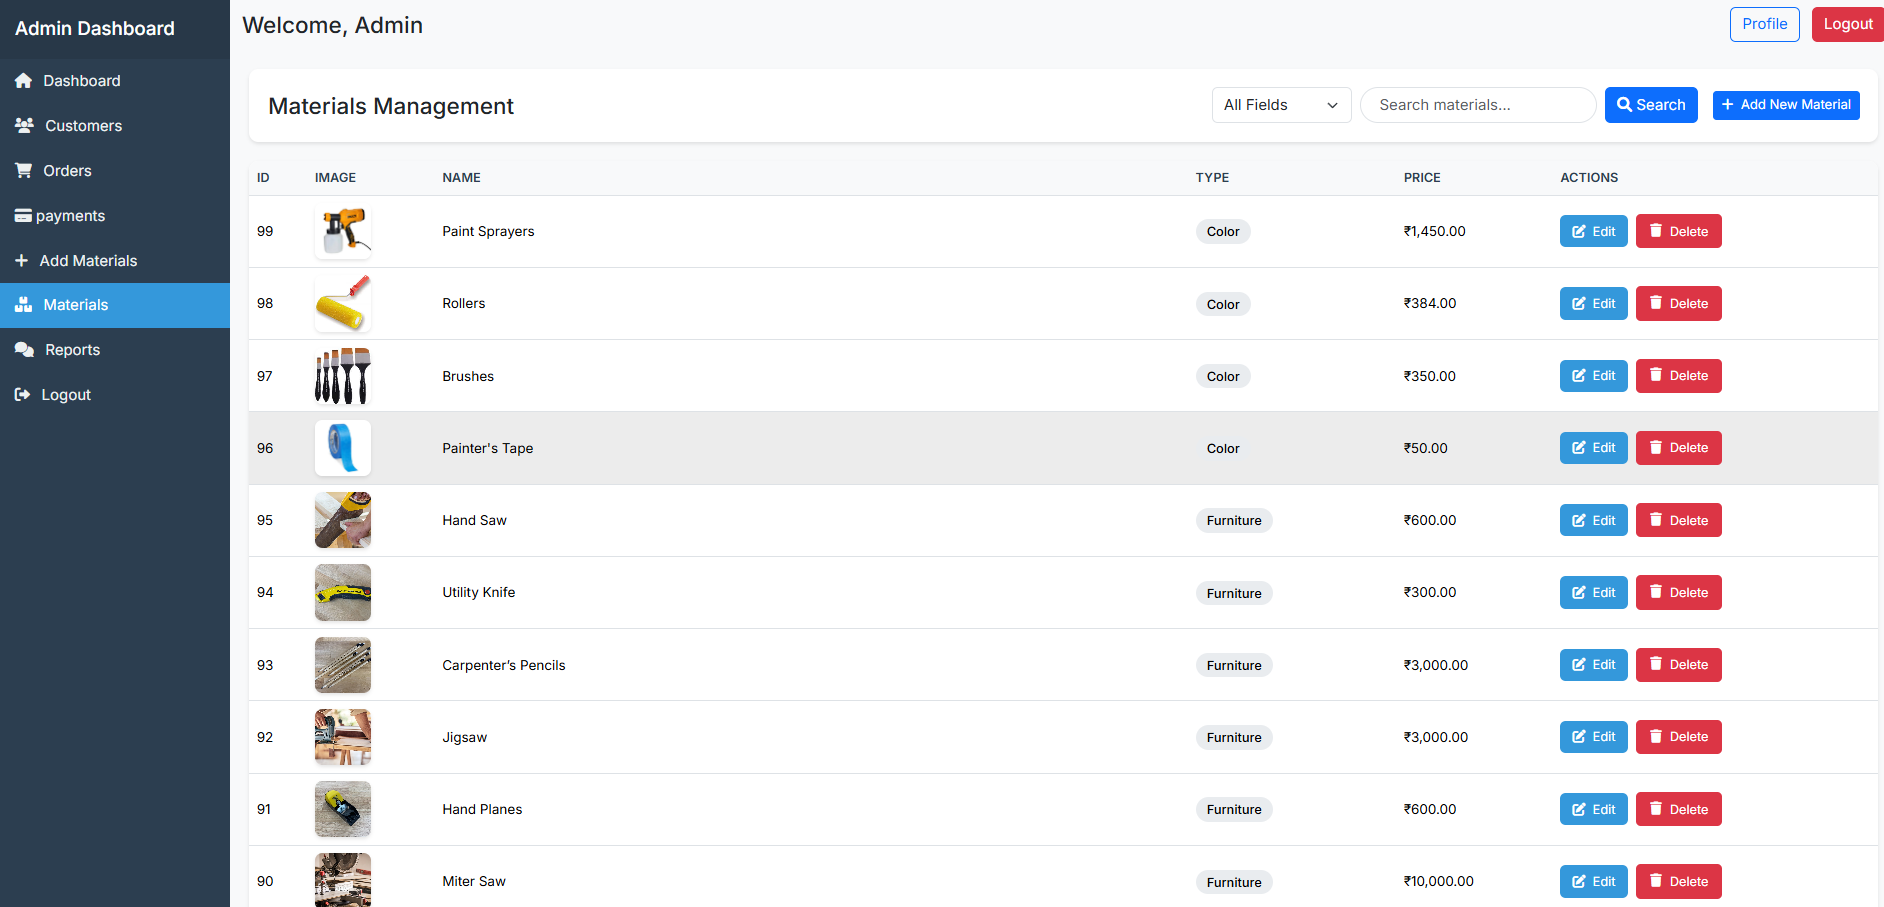 Admin Dashboard
Welcome, Admin
Profile
Logout
Dashboard
Customers
Orders
payments
Add Materials
Materials
Reports
Logout
Materials Management
All Fields
Search materials...
Search
+ Add New Material
ID IMAGE NAME TYPE PRICE ACTIONS
99 Paint Sprayers Color ₹1,450.00 Edit Delete
98 Rollers Color ₹384.00 Edit Delete
97 Brushes Color ₹350.00 Edit Delete
96 Painter's Tape Color ₹50.00 Edit Delete
95 Hand Saw Furniture ₹600.00 Edit Delete
94 Utility Knife Furniture ₹300.00 Edit Delete
93 Carpenter’s Pencils Furniture ₹3,000.00 Edit Delete
92 Jigsaw Furniture ₹3,000.00 Edit Delete
91 Hand Planes Furniture ₹600.00 Edit Delete
90 Miter Saw Furniture ₹10,000.00 Edit Delete